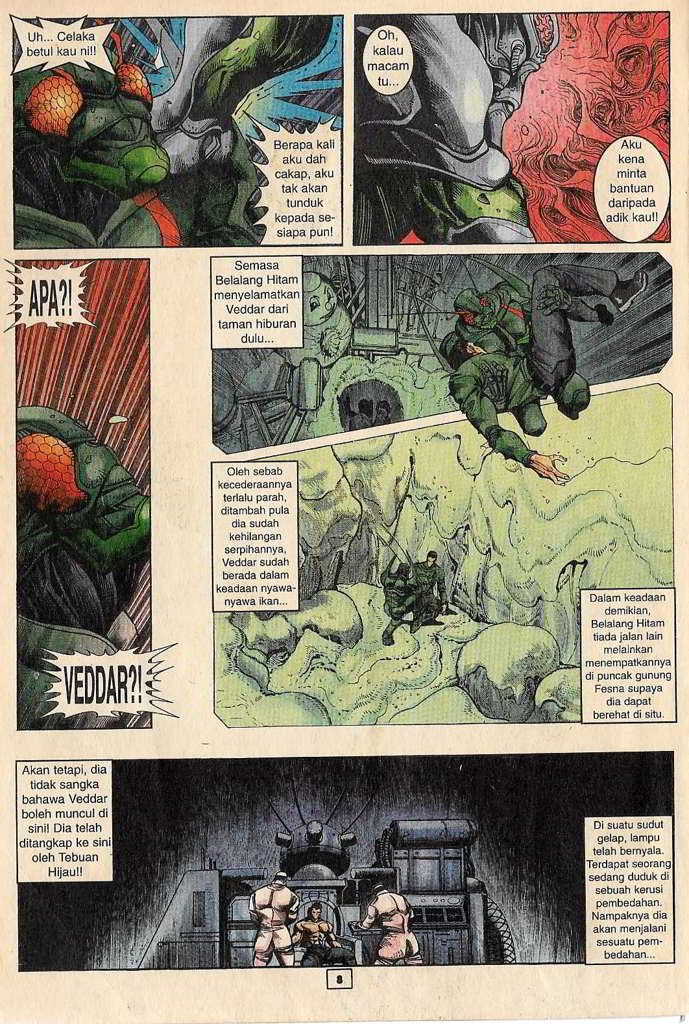 Uh... Celaka
betul kau ni!!
Berapa kali
aku dah
cakap, aku
tak akan
tunduk
kepada se-
siapa pun!
Oh,
kalau
macam
tu...
Aku
kena
minta
bantuan
daripada
adik kau!!
APA?!
VEDDAR?!
Semasa
Belalang Hitam
menyelamatkan
Veddar dari
taman hiburan
dulu...
Oleh sebab
kecederaannya
terlalu parah,
ditambah pula
dia sudah
kehilangan
serpihannya,
Veddar sudah
berada dalam
keadaan nyawa-
nyawa ikan...
Dalam keadaan
demikian,
Belalang Hitam
tiada jalan lain
melainkan
menempatkannya
di puncak gunung
Fesna supaya
dia dapat
berehat di situ.
Akan tetapi, dia
tidak sangka
bahawa Veddar
boleh muncul di
sini! Dia telah
ditangkap ke sini
oleh Tebuan
Hijau!!
Di suatu sudut
gelap, lampu
telah bernyala.
Terdapat seorang
sedang duduk di
sebuah kerusi
pembedahan.
Nampaknya dia
akan menjalani
sesuatu pem-
bedahan...
8